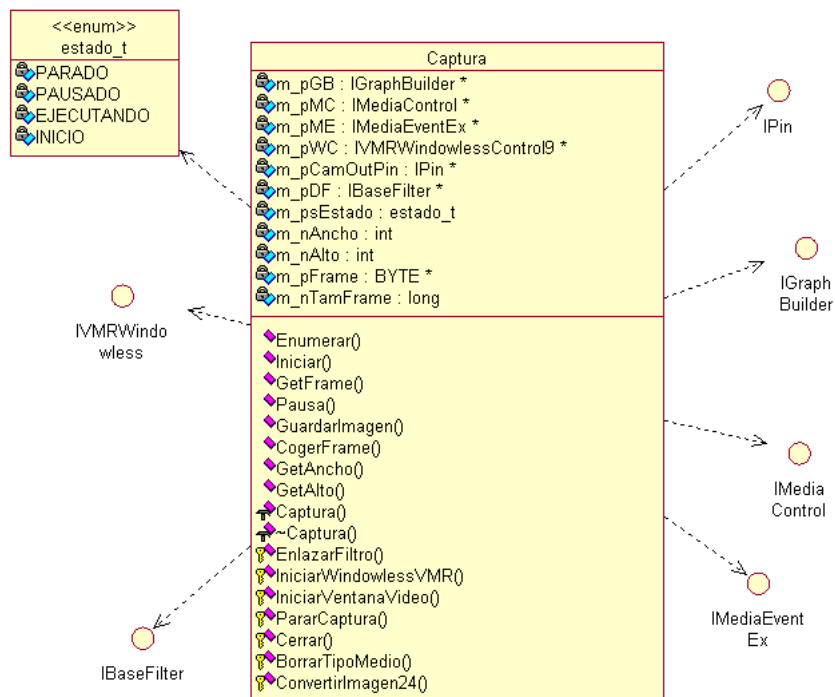 <<enum>>
estado_t
PARADO
PAUSADO
EJECUTANDO
INICIO
Captura
m_pGB : IGraphBuilder *
m_pMC : IMediaControl *
m_pME : IMediaEventEx *
m_pWC : IVMRWindowlessControl9 *
m_pCamOutPin : IPin *
m_pDF : IBaseFilter *
m_psEstado : estado_t
m_nAncho : int
m_nAlto : int
m_pFrame : BYTE *
m_nTamFrame : long
Enumerar()
Iniciar()
GetFrame()
Pausa()
GuardarImagen()
CogerFrame()
GetAncho()
GetAlto()
Captura()
~Captura()
EnlazarFiltro()
IniciarWindowlessVMR()
IniciarVentanaVideo()
PararCaptura()
Cerrar()
BorrarTipoMedio()
ConvertirImagen24()
IVMRWindo
wless
IBaseFilter
IPin
IGraph
Builder
IMedia
Control
IMediaEvent
Ex